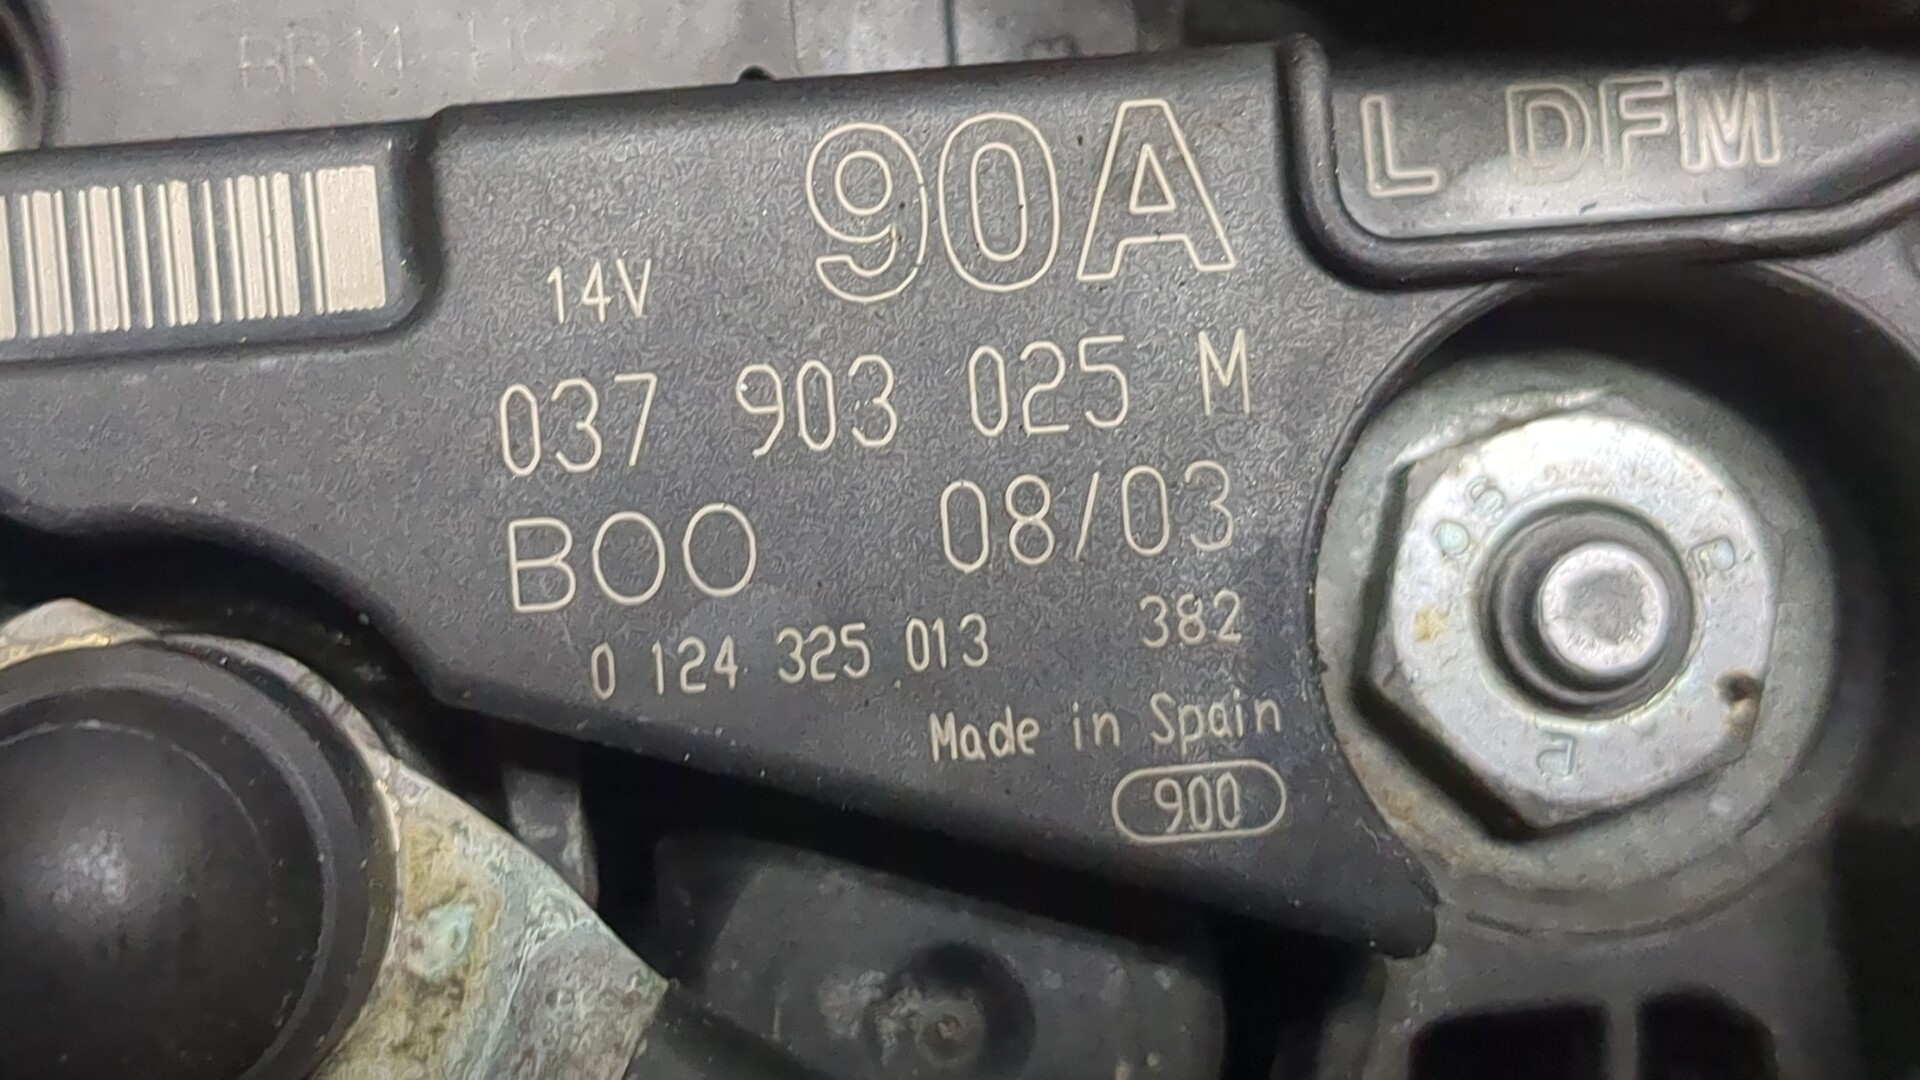 90A
L DFM
14V
037 903 025 M
BOO 08/03
0 124 325 013 382
Made in Spain
900